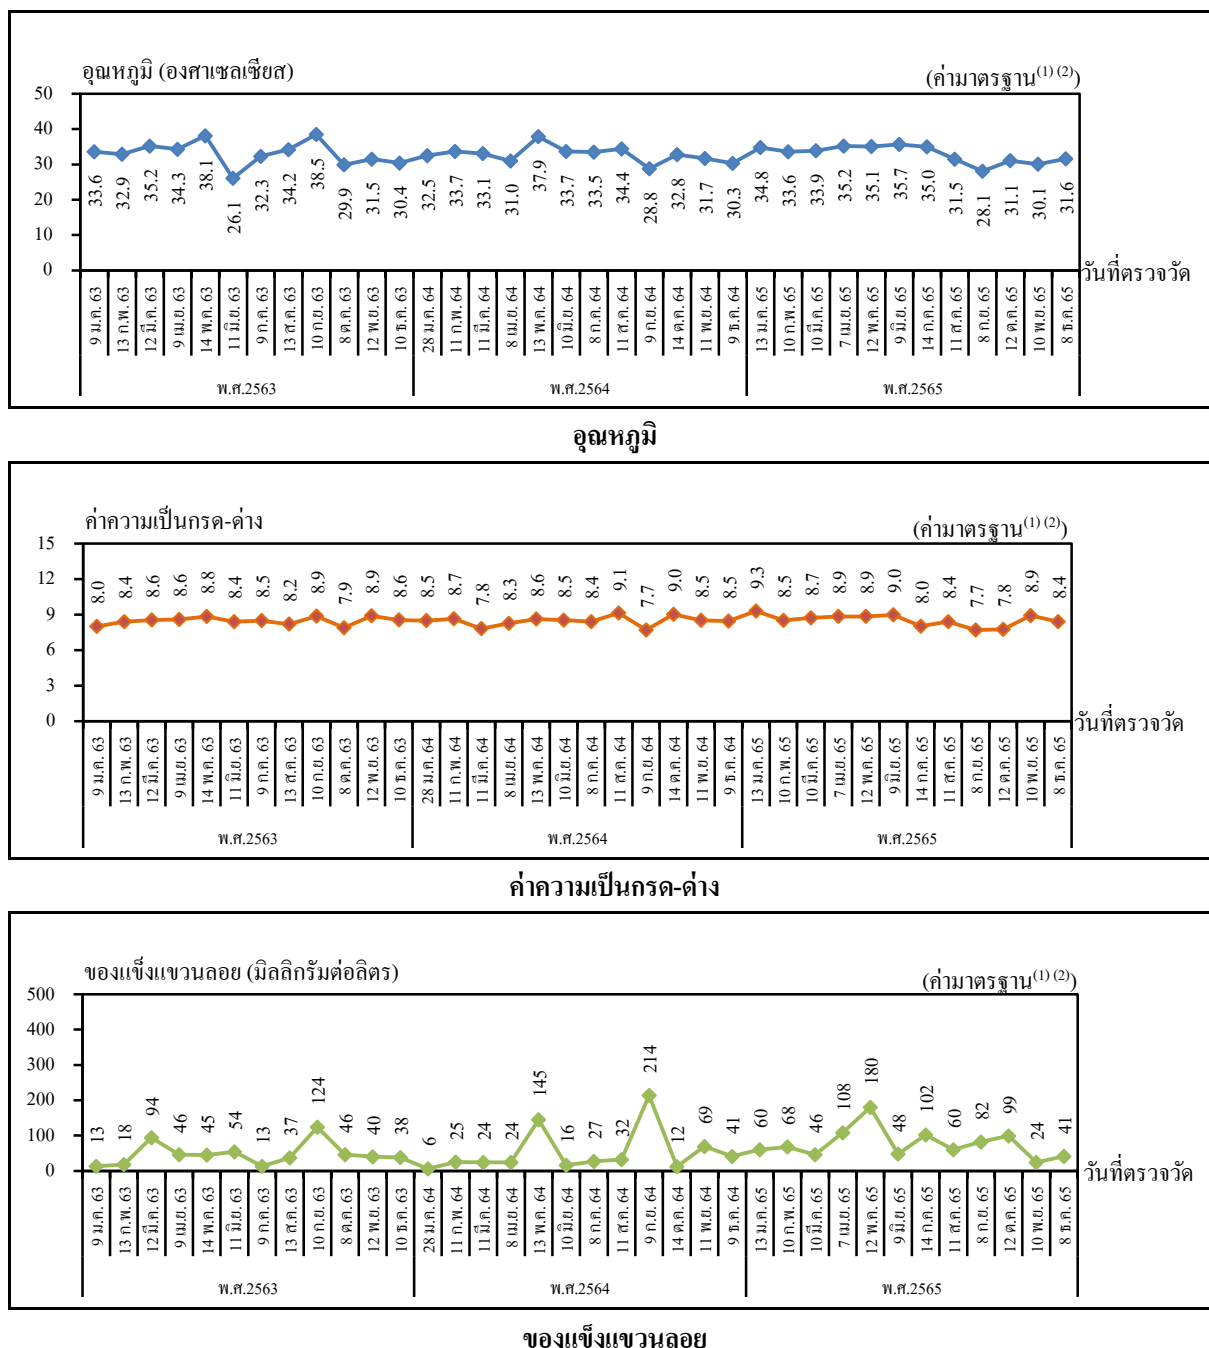 อุณหภูมิ (องศาเซลเซียส)
(ค่ามาตรฐาน(1) (2))
50
40
30
20
10
0
33.6 32.9 35.2 34.3 38.1 26.1 32.3 34.2 38.5 29.9 31.5 30.4 32.5 33.7 33.1 31.0 37.9 33.7 33.5 34.4 28.8 32.8 31.7 30.3 34.8 33.6 33.9 35.2 35.1 35.7 35.0 31.5 28.1 31.1 30.1 31.6
วันที่ตรวจวัด
9 ม.ค. 63 13 ก.พ. 63 12 มี.ค. 63 9 เม.ย. 63 14 พ.ค. 63 11 มิ.ย. 63 9 ก.ค. 63 13 ส.ค. 63 10 ก.ย. 63 8 ต.ค. 63 12 พ.ย. 63 10 ธ.ค. 63 28 ม.ค. 64 11 ก.พ. 64 11 มี.ค. 64 8 เม.ย. 64 13 พ.ค. 64 10 มิ.ย. 64 8 ก.ค. 64 11 ส.ค. 64 9 ก.ย. 64 14 ต.ค. 64 11 พ.ย. 64 9 ธ.ค. 64 13 ม.ค. 65 10 ก.พ. 65 10 มี.ค. 65 7 เม.ย. 65 12 พ.ค. 65 9 มิ.ย. 65 14 ก.ค. 65 11 ส.ค. 65 8 ก.ย. 65 12 ต.ค. 65 10 พ.ย. 65 8 ธ.ค. 65
พ.ศ.2563 พ.ศ.2564 พ.ศ.2565
อุณหภูมิ
ค่าความเป็นกรด-ด่าง
(ค่ามาตรฐาน(1) (2))
15
12
9
6
3
0
8.0 8.4 8.6 8.6 8.8 8.4 8.5 8.2 8.9 7.9 8.9 8.6 8.5 8.7 7.8 8.3 8.6 8.5 8.4 9.1 7.7 9.0 8.5 8.5 9.3 8.5 8.7 8.9 8.9 9.0 8.0 8.4 7.7 7.8 8.9 8.4
วันที่ตรวจวัด
9 ม.ค. 63 13 ก.พ. 63 12 มี.ค. 63 9 เม.ย. 63 14 พ.ค. 63 11 มิ.ย. 63 9 ก.ค. 63 13 ส.ค. 63 10 ก.ย. 63 8 ต.ค. 63 12 พ.ย. 63 10 ธ.ค. 63 28 ม.ค. 64 11 ก.พ. 64 11 มี.ค. 64 8 เม.ย. 64 13 พ.ค. 64 10 มิ.ย. 64 8 ก.ค. 64 11 ส.ค. 64 9 ก.ย. 64 14 ต.ค. 64 11 พ.ย. 64 9 ธ.ค. 64 13 ม.ค. 65 10 ก.พ. 65 10 มี.ค. 65 7 เม.ย. 65 12 พ.ค. 65 9 มิ.ย. 65 14 ก.ค. 65 11 ส.ค. 65 8 ก.ย. 65 12 ต.ค. 65 10 พ.ย. 65 8 ธ.ค. 65
พ.ศ.2563 พ.ศ.2564 พ.ศ.2565
ค่าความเป็นกรด-ด่าง
ของแข็งแขวนลอย (มิลลิกรัมต่อลิตร)
(ค่ามาตรฐาน(1) (2))
500
400
300
200
100
0
13 18 94 46 45 54 13 37 124 46 40 38 6 25 24 24 145 16 27 32 214 12 69 41 60 68 46 108 180 48 102 60 82 99 24 41
วันที่ตรวจวัด
9 ม.ค. 63 13 ก.พ. 63 12 มี.ค. 63 9 เม.ย. 63 14 พ.ค. 63 11 มิ.ย. 63 9 ก.ค. 63 13 ส.ค. 63 10 ก.ย. 63 8 ต.ค. 63 12 พ.ย. 63 10 ธ.ค. 63 28 ม.ค. 64 11 ก.พ. 64 11 มี.ค. 64 8 เม.ย. 64 13 พ.ค. 64 10 มิ.ย. 64 8 ก.ค. 64 11 ส.ค. 64 9 ก.ย. 64 14 ต.ค. 64 11 พ.ย. 64 9 ธ.ค. 64 13 ม.ค. 65 10 ก.พ. 65 10 มี.ค. 65 7 เม.ย. 65 12 พ.ค. 65 9 มิ.ย. 65 14 ก.ค. 65 11 ส.ค. 65 8 ก.ย. 65 12 ต.ค. 65 10 พ.ย. 65 8 ธ.ค. 65
พ.ศ.2563 พ.ศ.2564 พ.ศ.2565
ของแข็งแขวนลอย